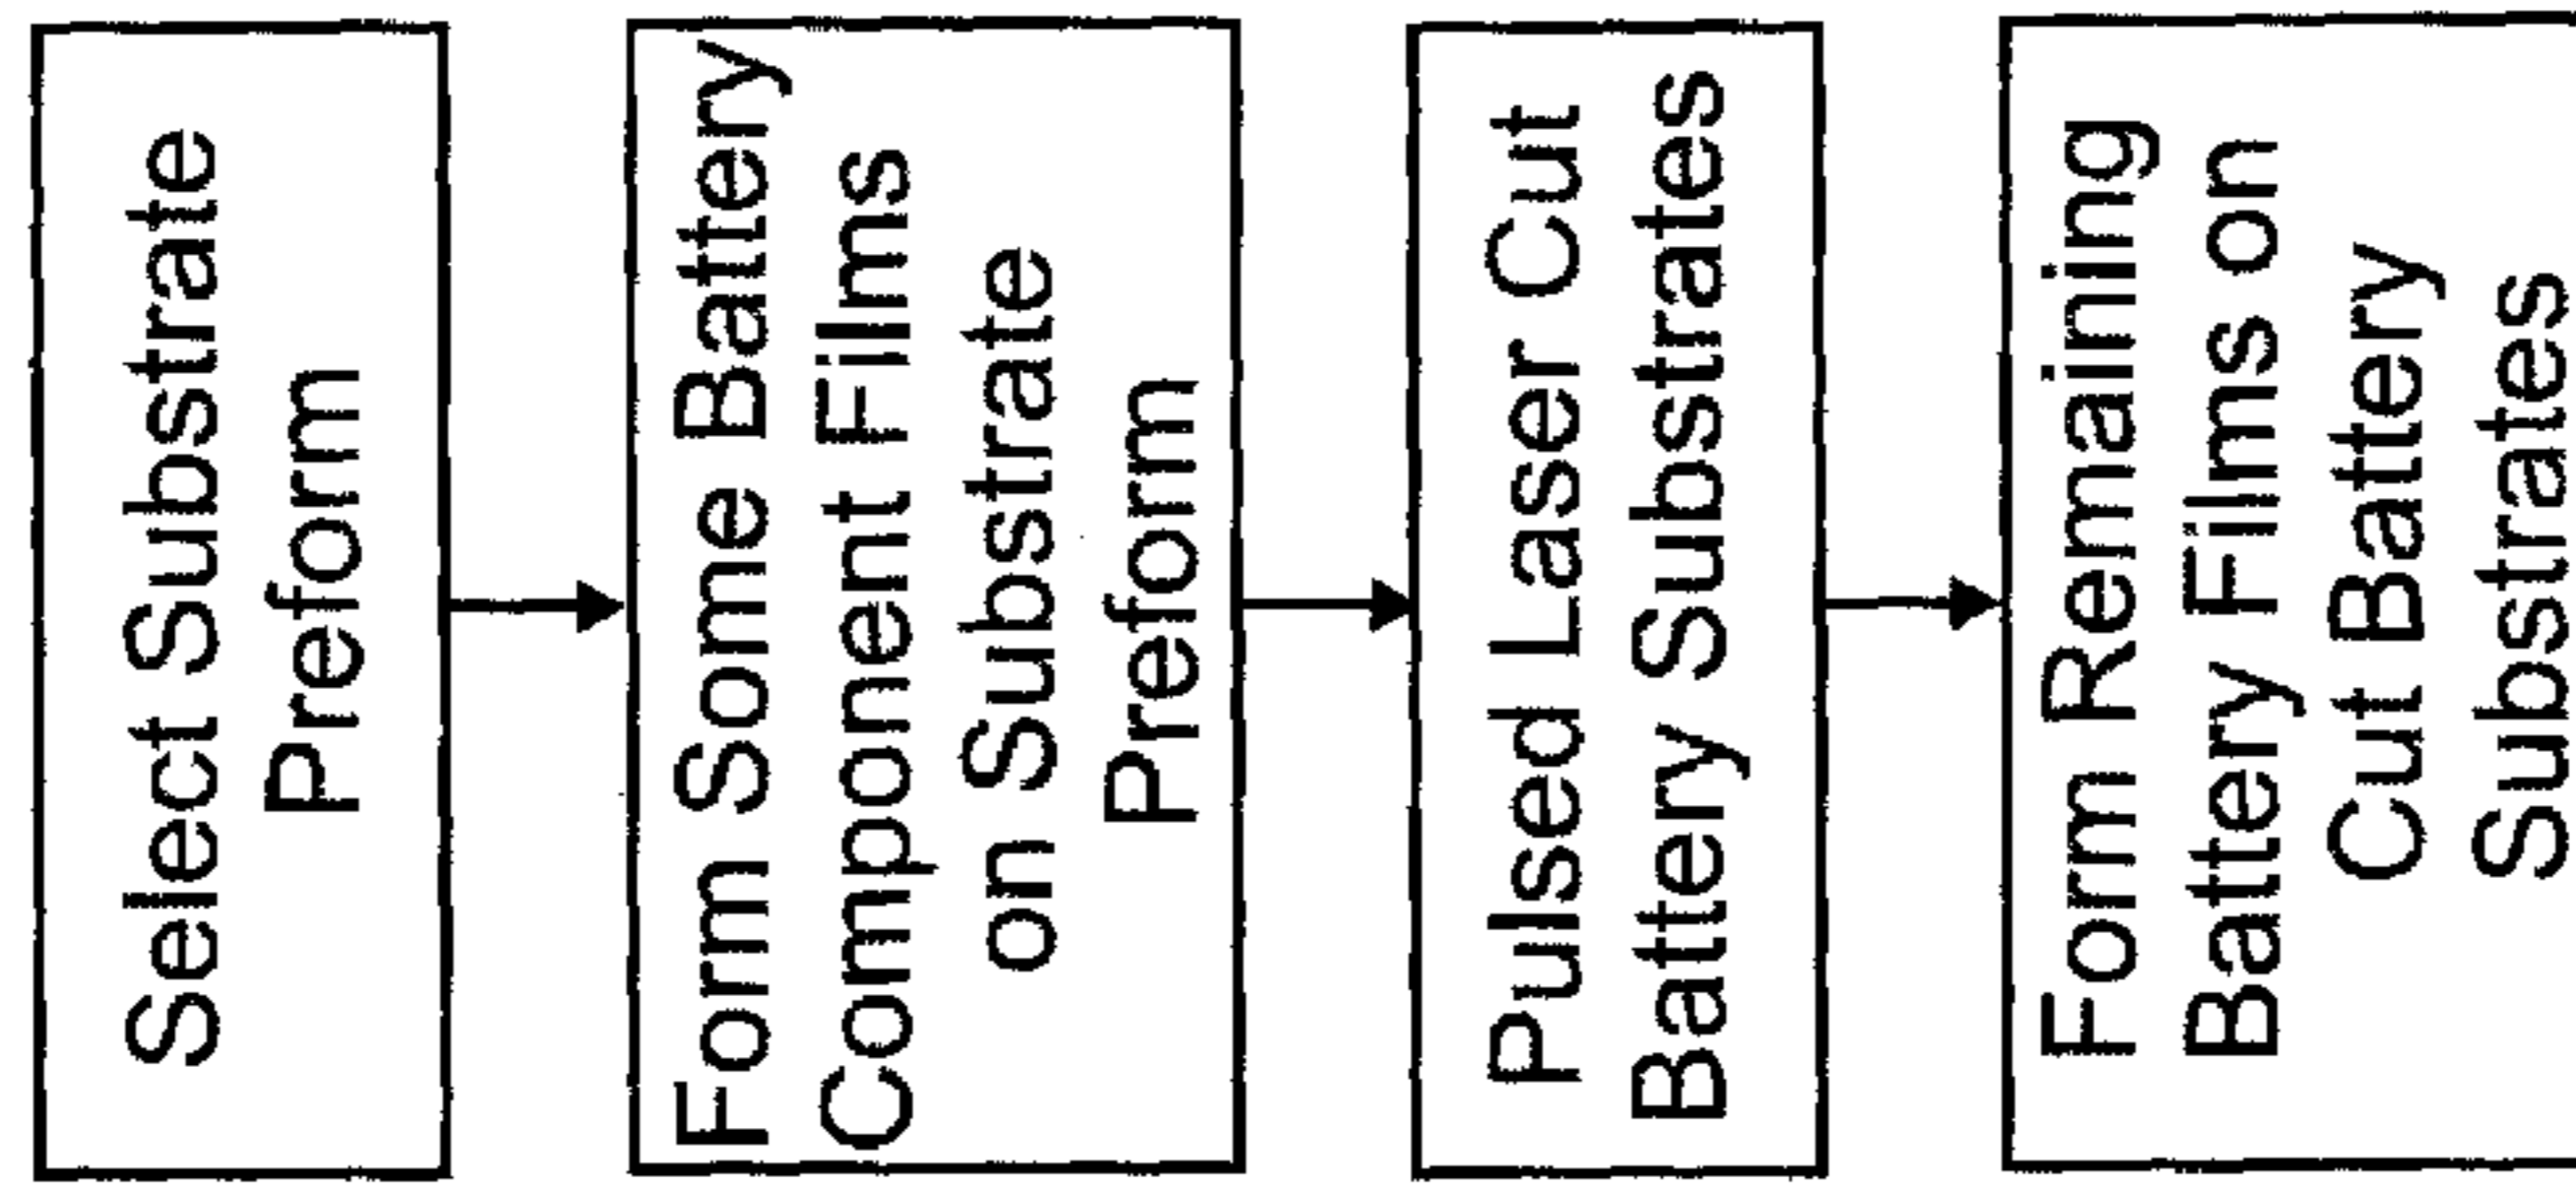 Select Substrate
Preform
Form Some Battery
Component Films
on Substrate
Preform
Pulsed Laser Cut
Battery Substrates
Form Remaining
Battery Films on
Cut Battery
Substrates